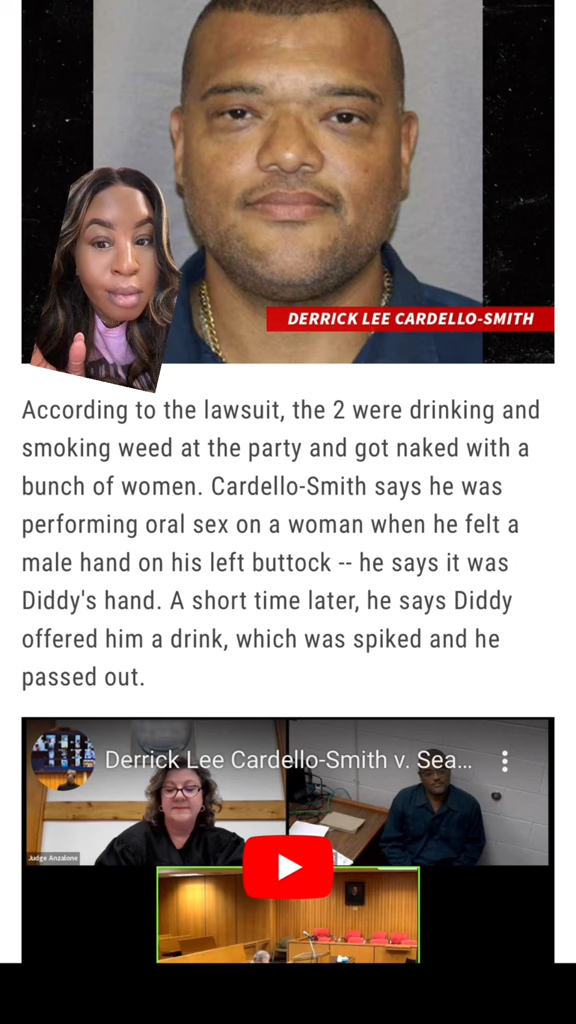 DERRICK LEE CARDELLO-SMITH
According to the lawsuit, the 2 were drinking and
smoking weed at the party and got naked with a
bunch of women. Cardello-Smith says he was
performing oral sex on a woman when he felt a
male hand on his left buttock -- he says it was
Diddy's hand. A short time later, he says Diddy
offered him a drink, which was spiked and he
passed out.
Derrick Lee Cardello-Smith v. Sea...
Judge Anzalone